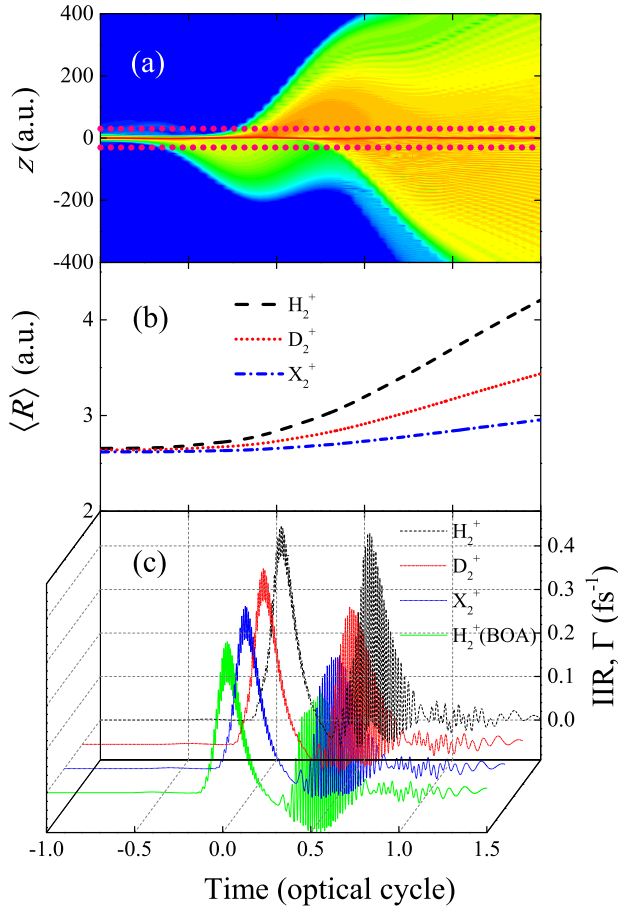 400
200
0
-200
-400
z (a.u.)
(a)
4
3
2
⟨R⟩ (a.u.)
(b)
H₂⁺
D₂⁺
X₂⁺
(c)
H₂⁺
D₂⁺
X₂⁺
H₂⁺(BOA)
0.4
0.3
0.2
0.1
0.0
IIR, Γ (fs⁻¹)
-1.0 -0.5 0.0 0.5 1.0 1.5
Time (optical cycle)